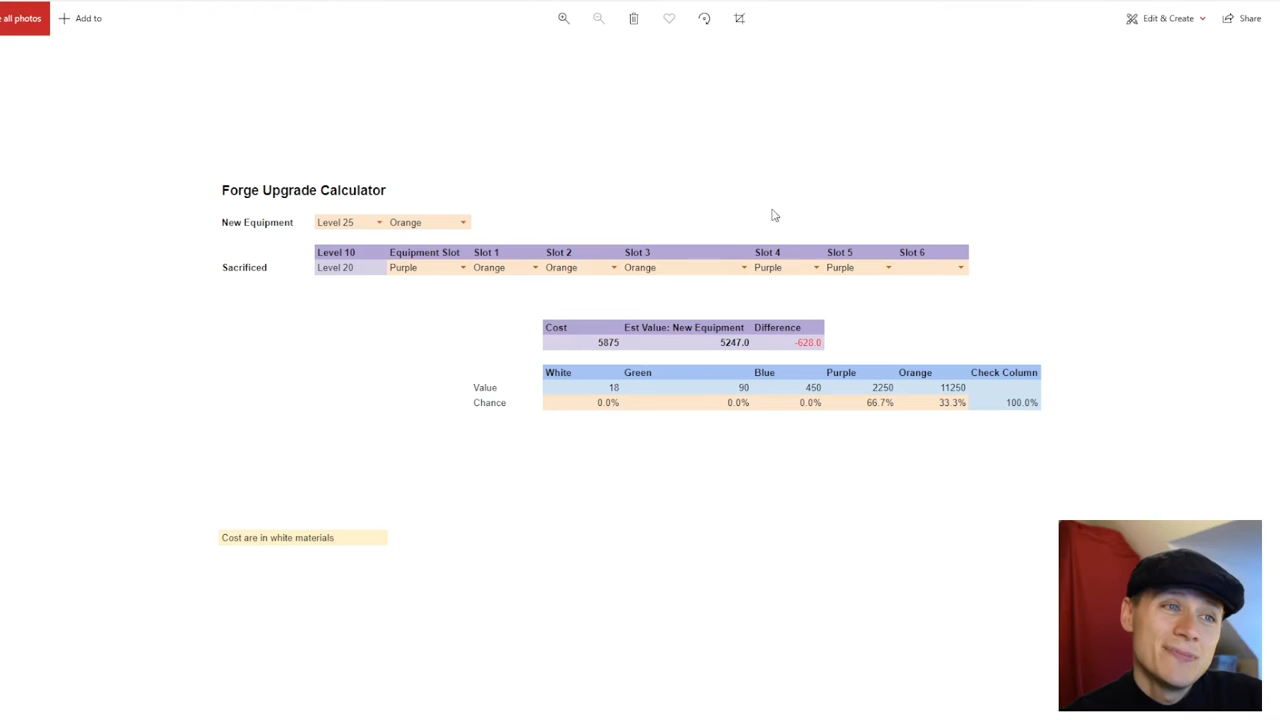 all photos
Add to
Edit & Create
Share
Forge Upgrade Calculator
New Equipment Level 25 Orange
Level 10 Equipment Slot Slot 1 Slot 2 Slot 3 Slot 4 Slot 5 Slot 6
Sacrificed Level 20 Purple Orange Orange Orange Purple Purple
Cost Est Value: New Equipment Difference
5875 5247.0 -628.0
White Green Blue Purple Orange Check Column
Value 18 90 450 2250 11250
Chance 0.0% 0.0% 0.0% 66.7% 33.3% 100.0%
Cost are in white materials